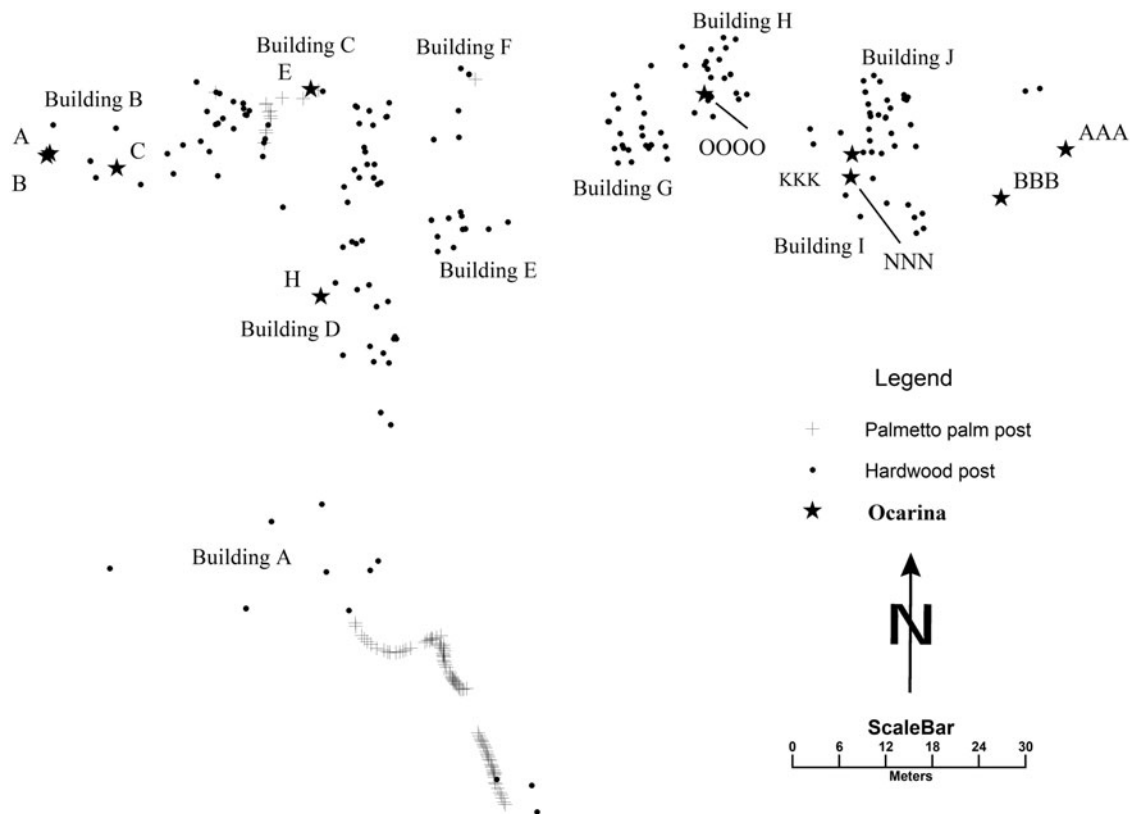 Building H
Building C
Building F
E
Building J
Building B
A
C
B
OOOO
AAA
KKK
BBB
Building G
Building I
NNN
Building E
H
Building D
Legend
Palmetto palm post
Hardwood post
Ocarina
Building A
N
ScaleBar
0 6 12 18 24 30
Meters